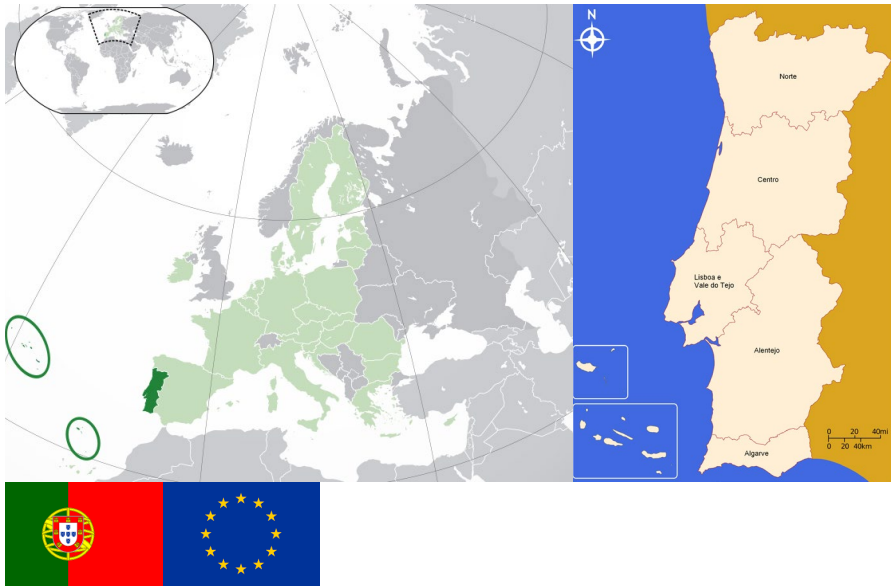 N
Norte
Centro
Lisboa e
Vale do Tejo
Alentejo
Algarve
0 20 40mi
0 20 40km